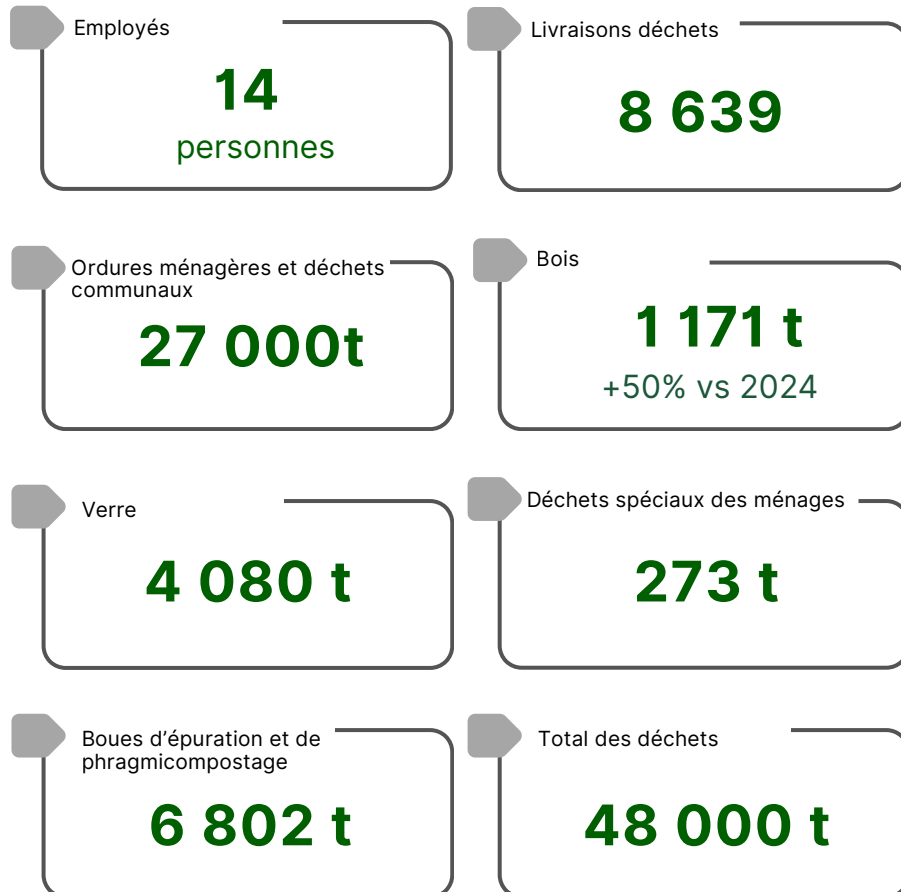 Employés
14
personnes
Livraisons déchets
8 639
Ordures ménagères et déchets
communaux
27 000t
Bois
1 171 t
+50% vs 2024
Verre
4 080 t
Déchets spéciaux des ménages
273 t
Boues d’épuration et de
phragmicompostage
6 802 t
Total des déchets
48 000 t